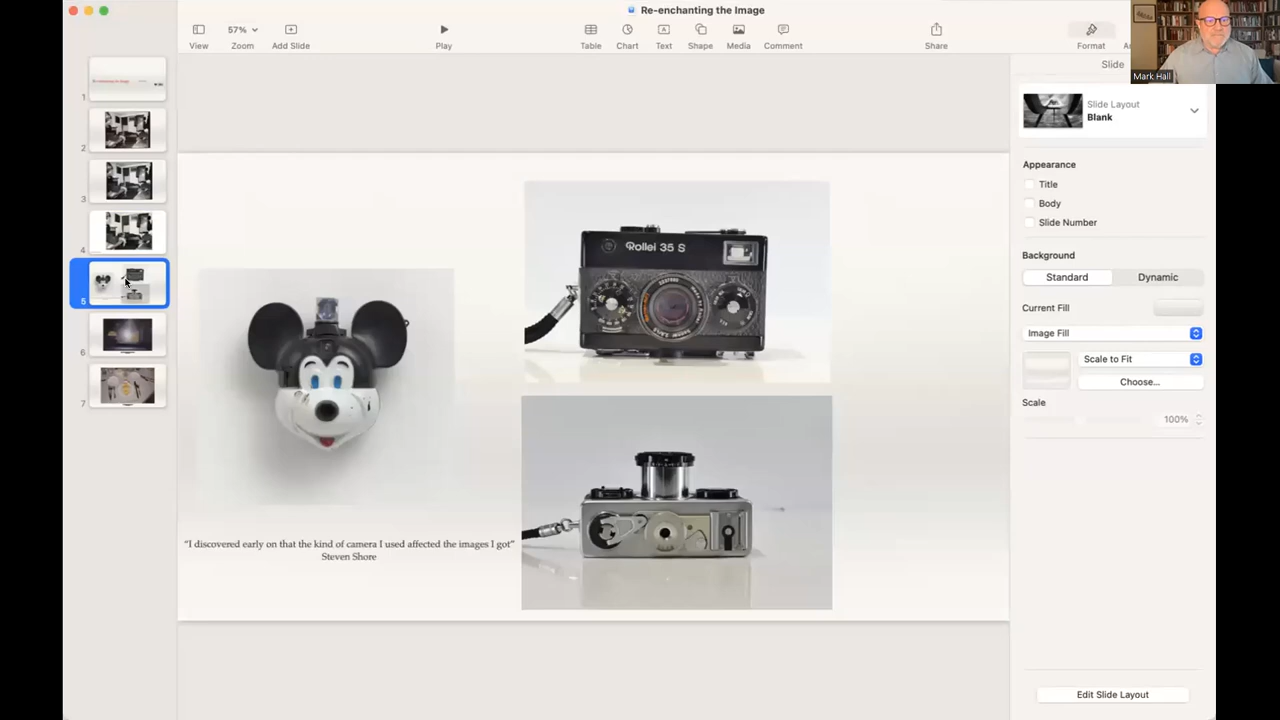 Re-enchanting the Image
57%
View
Zoom
Add Slide
Play
Table
Chart
Text
Shape
Media
Comment
Share
Format
Slide
Mark Hall
Slide Layout
Blank
Appearance
Title
Body
Slide Number
Background
Standard
Dynamic
Current Fill
Image Fill
Scale to Fit
Choose...
Scale
100%
Edit Slide Layout
1
2
3
4
5
6
7
Rollei 35 S
“I discovered early on that the kind of camera I used affected the images I got”
Steven Shore